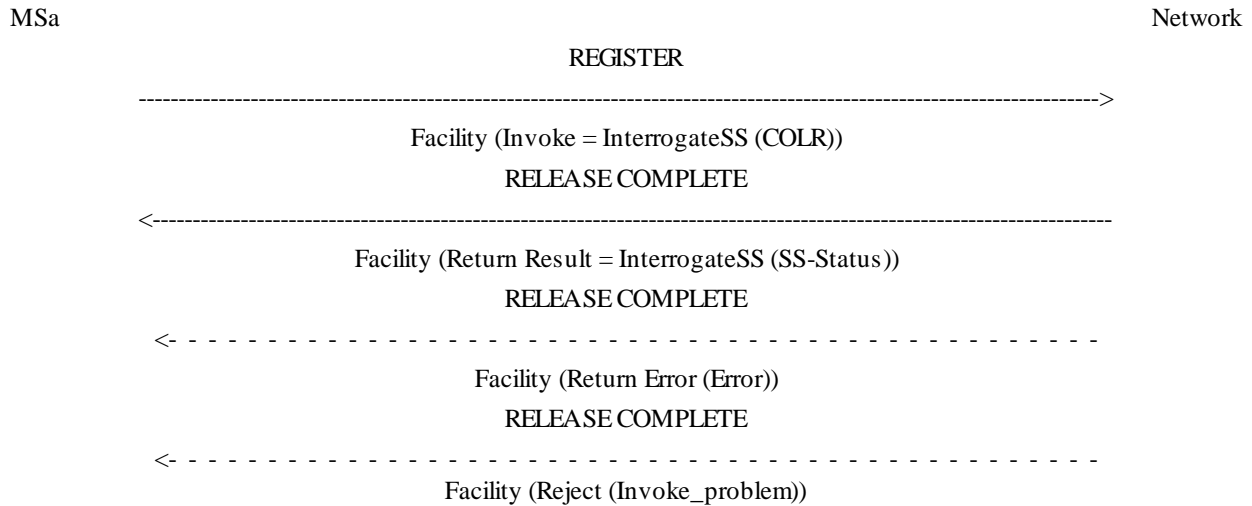 MSa Network
REGISTER
------------------------------------------------------------------------------------------------------------------------>
Facility (Invoke = InterrogateSS (COLR))
RELEASE COMPLETE
<------------------------------------------------------------------------------------------------------------------------
Facility (Return Result = InterrogateSS (SS-Status))
RELEASE COMPLETE
<- - - - - - - - - - - - - - - - - - - - - - - - - - - - - - - - - - - - - - - - - - - - - - -
Facility (Return Error (Error))
RELEASE COMPLETE
<- - - - - - - - - - - - - - - - - - - - - - - - - - - - - - - - - - - - - - - - - - - - - - -
Facility (Reject (Invoke_problem))